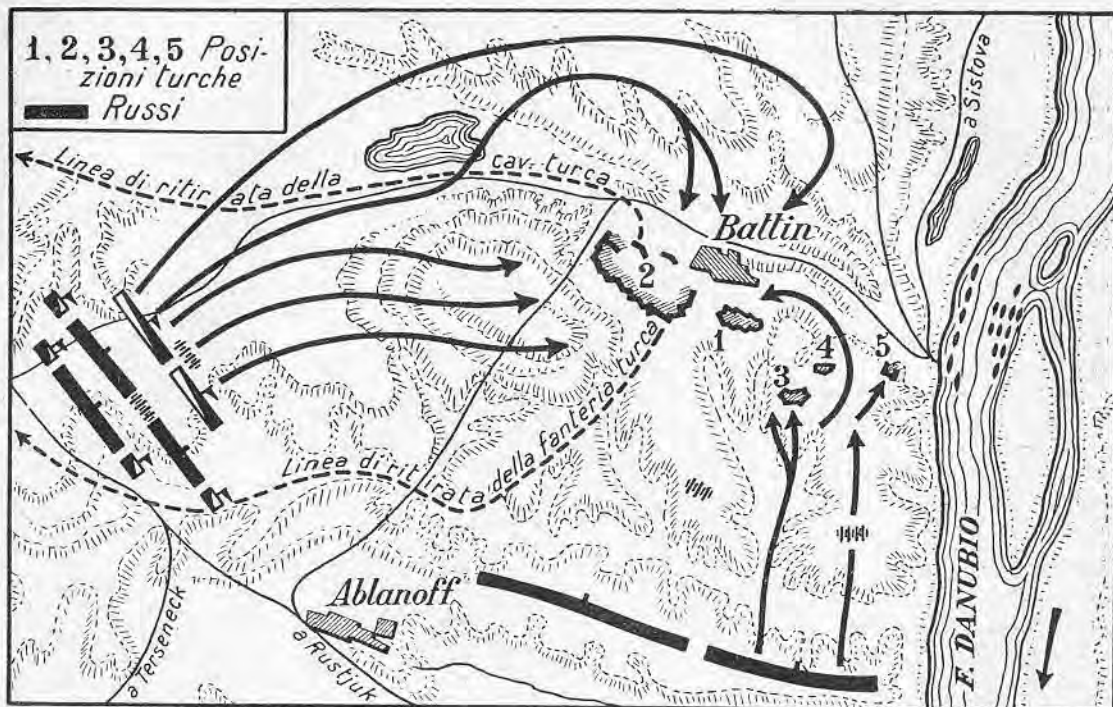 1, 2, 3, 4, 5 Posi-
zioni turche
Russi
a Sistova
Linea di ritirata della cav. turca
Battin
2
1
4
5
3
Linea di ritirata della fanteria turca
Ablanoff
a Terseneck
a Rustjuk
F. DANUBIO